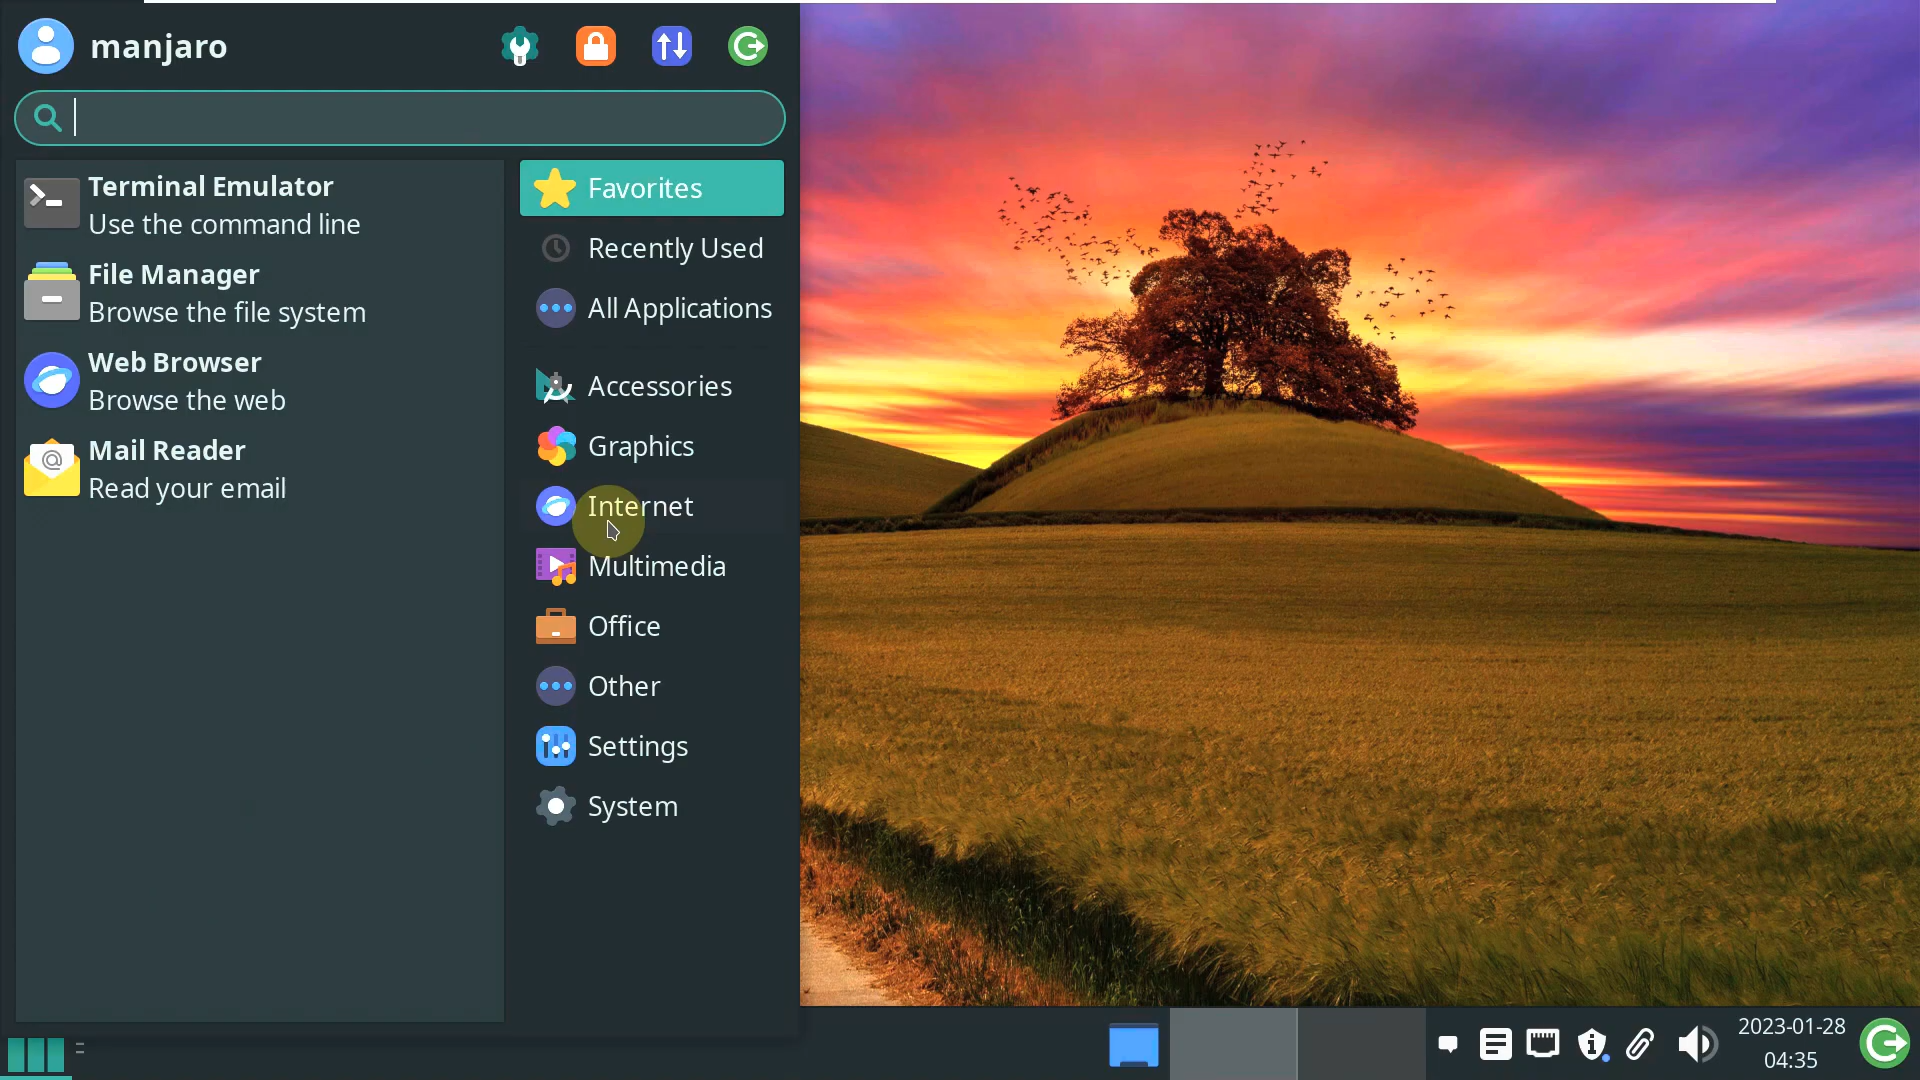 manjaro
Terminal Emulator
Use the command line
File Manager
Browse the file system
Web Browser
Browse the web
Mail Reader
Read your email
Favorites
Recently Used
All Applications
Accessories
Graphics
Internet
Multimedia
Office
Other
Settings
System
2023-01-28
04:35